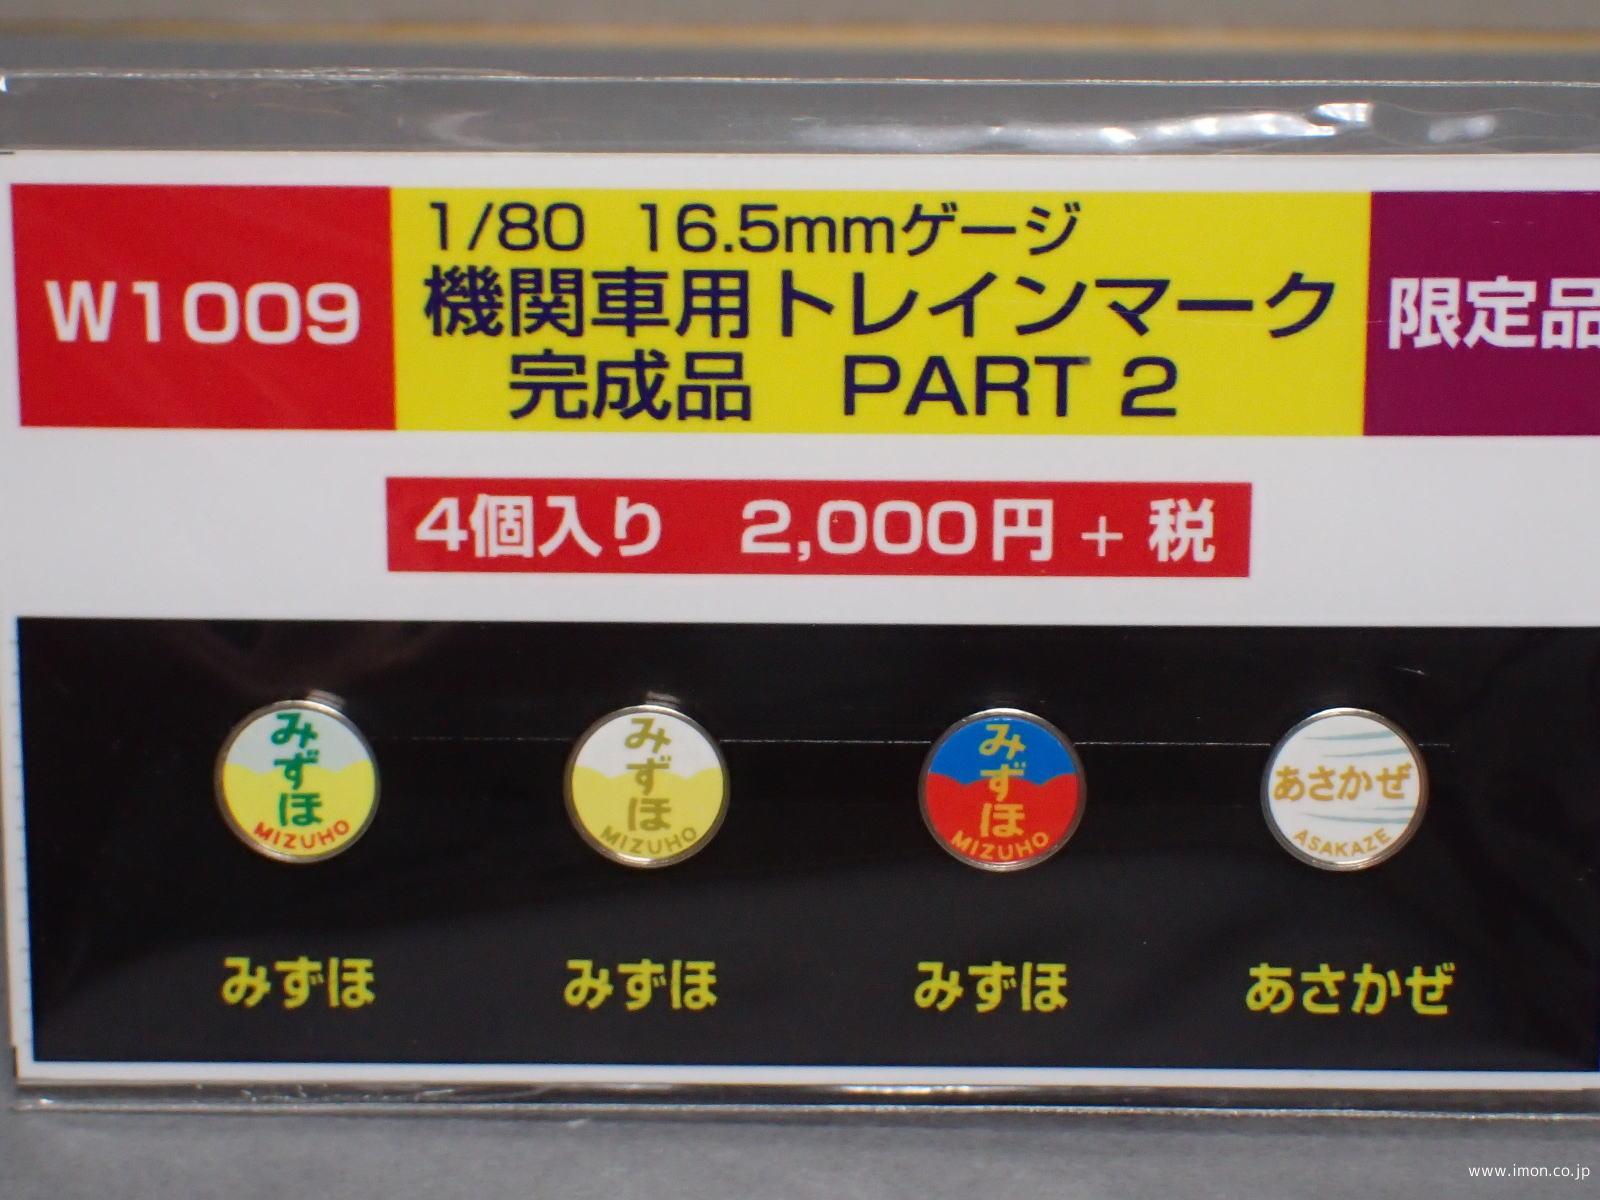 W1009
1/80 16.5mmゲージ
機関車用トレインマーク
完成品 PART 2
限定品
4個入り 2,000円 + 税
みずほ
MIZUHO
みずほ
MIZUHO
みずほ
MIZUHO
あさかぜ
ASAKAZE
みずほ
みずほ
みずほ
あさかぜ
www.imon.co.jp